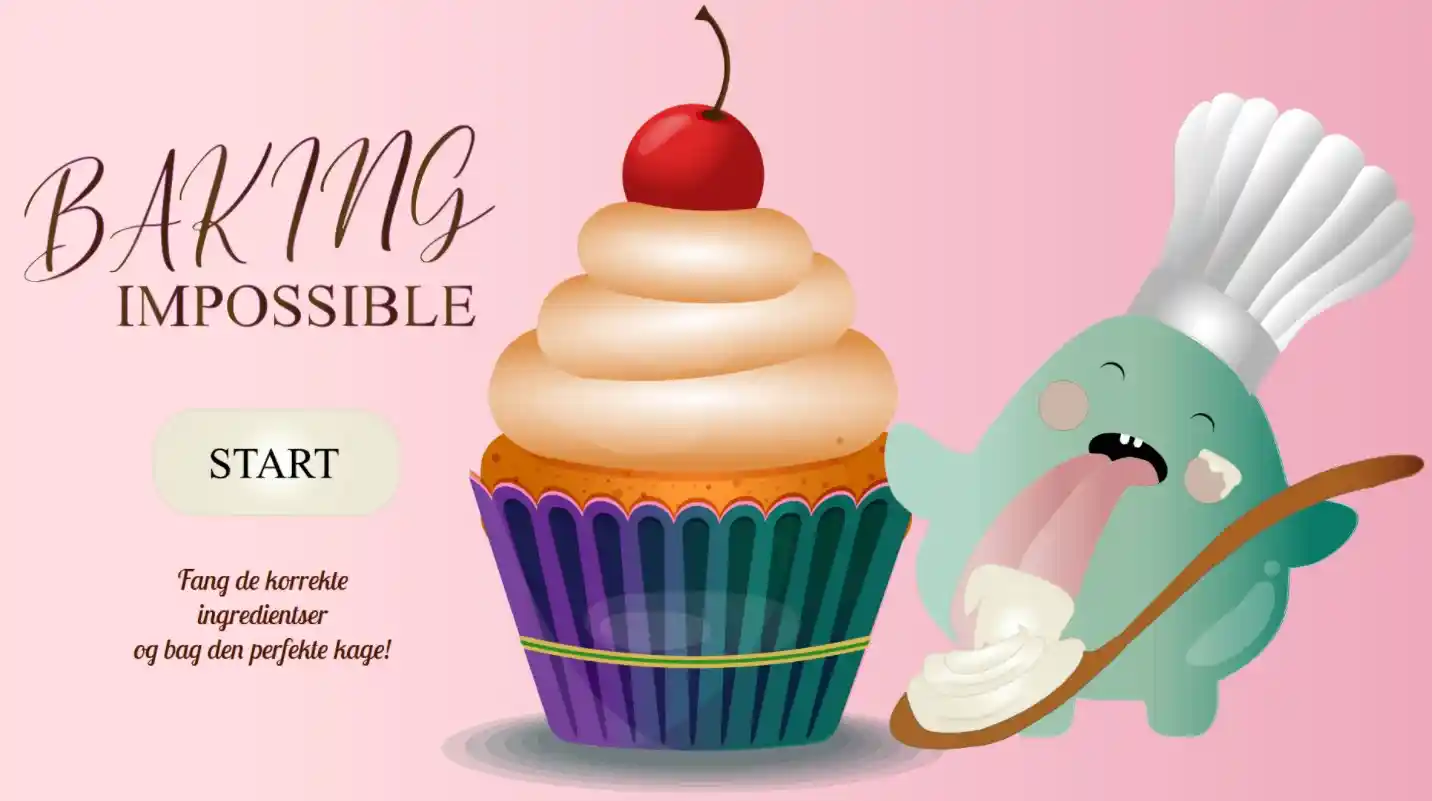 BAKING
IMPOSSIBLE
START
Fang de korrekte
ingredientser
og bag den perfekte kage!